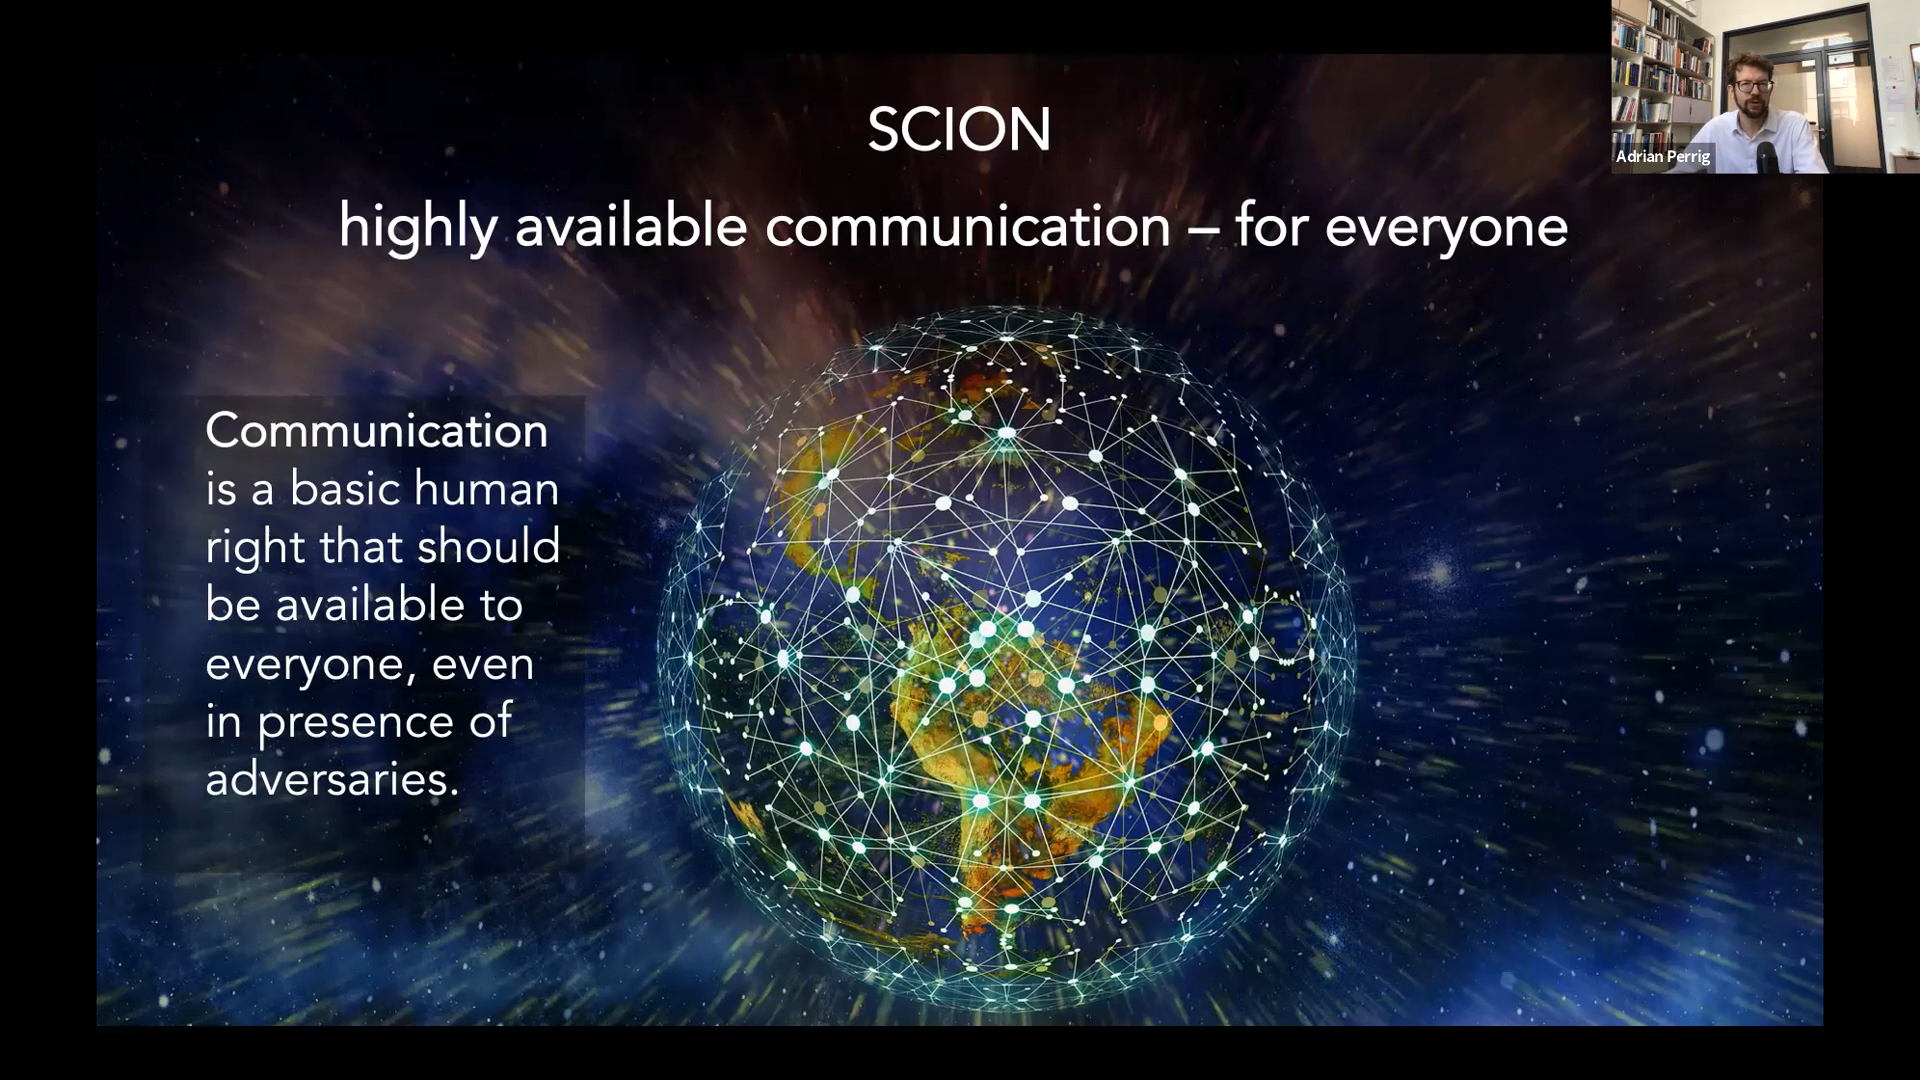 SCION
highly available communication – for everyone
Communication
is a basic human
right that should
be available to
everyone, even
in presence of
adversaries.
Adrian Perrig